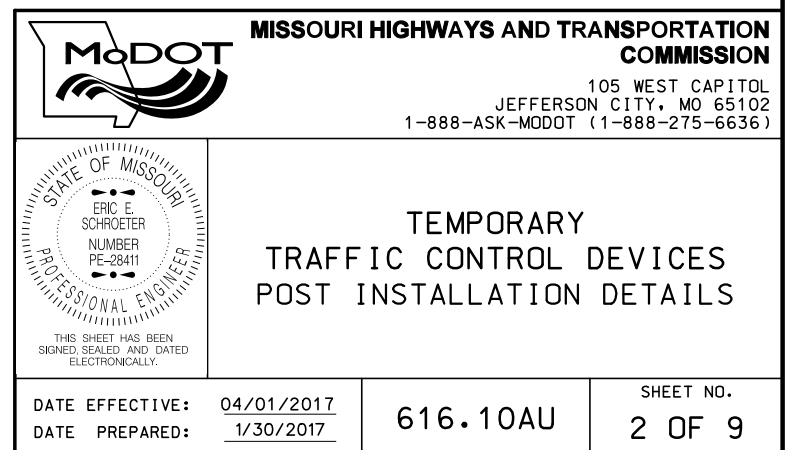 MoDOT
MISSOURI HIGHWAYS AND TRANSPORTATION
COMMISSION
105 WEST CAPITOL
JEFFERSON CITY, MO 65102
1-888-ASK-MODOT (1-888-275-6636)
STATE OF MISSOURI
ERIC E.
SCHROETER
NUMBER
PE-28411
PROFESSIONAL ENGINEER
THIS SHEET HAS BEEN
SIGNED, SEALED AND DATED
ELECTRONICALLY.
TEMPORARY
TRAFFIC CONTROL DEVICES
POST INSTALLATION DETAILS
DATE EFFECTIVE: 04/01/2017
DATE PREPARED: 1/30/2017
616.10AU
SHEET NO.
2 OF 9